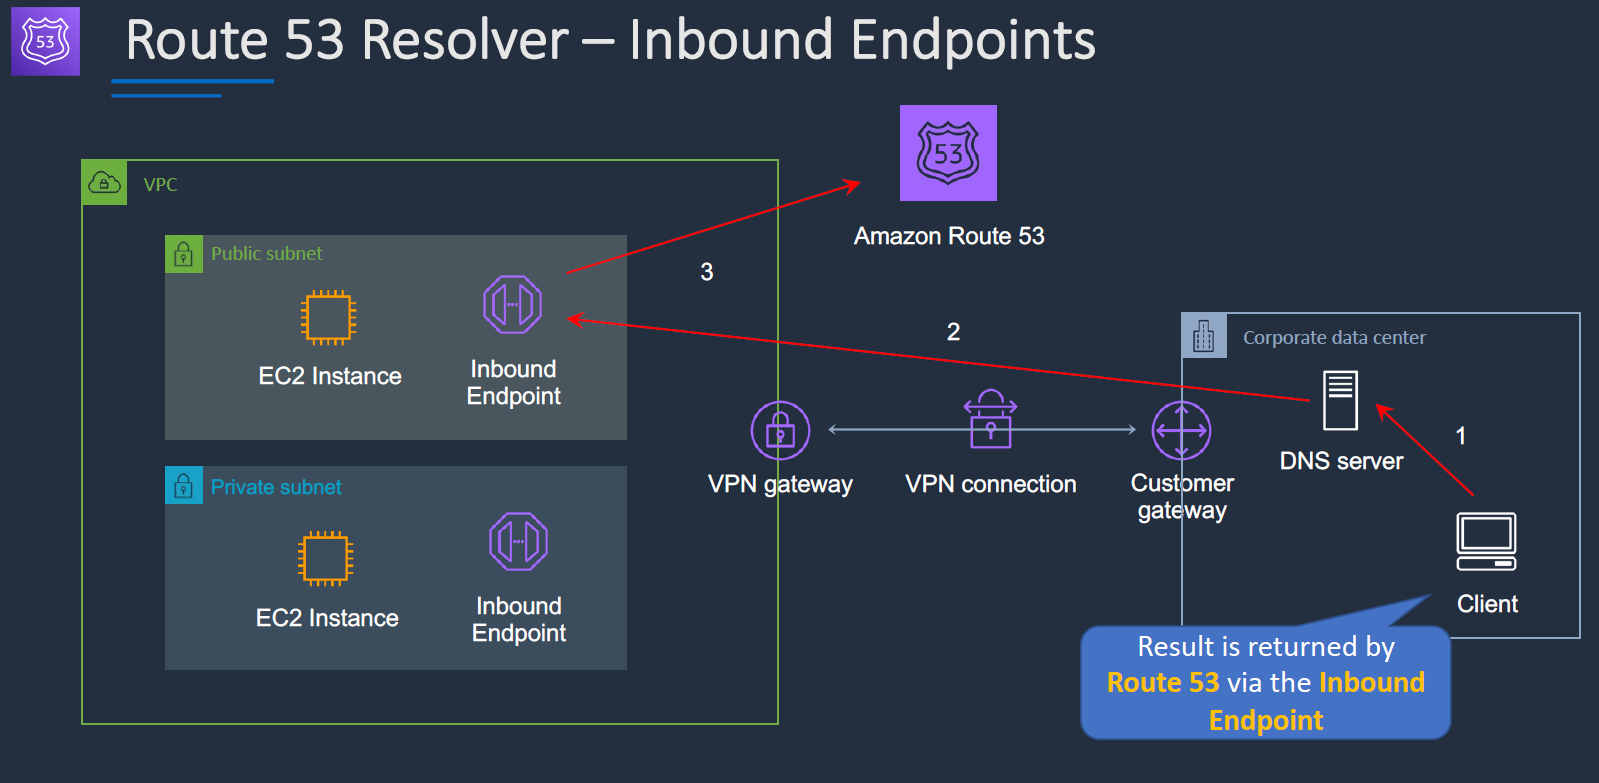 53
Route 53 Resolver – Inbound Endpoints
53
Amazon Route 53
VPC
Public subnet
EC2 Instance
Inbound
Endpoint
3
2
Corporate data center
DNS server
1
VPN gateway
VPN connection
Customer
gateway
Private subnet
EC2 Instance
Inbound
Endpoint
Client
Result is returned by
Route 53 via the Inbound
Endpoint